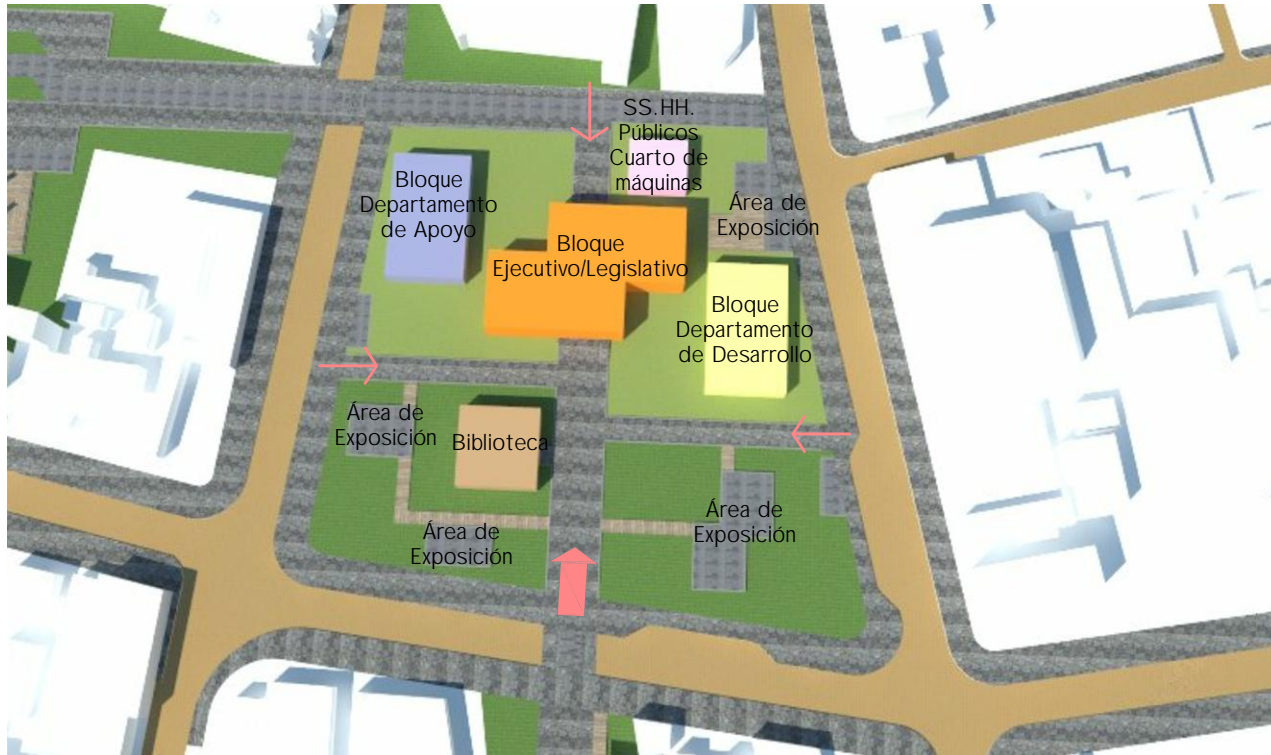 SS.HH.
Públicos
Cuarto de
máquinas
Bloque
Departamento
de Apoyo
Área de
Exposición
Bloque
Ejecutivo/Legislativo
Bloque
Departamento
de Desarrollo
Área de
Exposición
Biblioteca
Área de
Exposición
Área de
Exposición